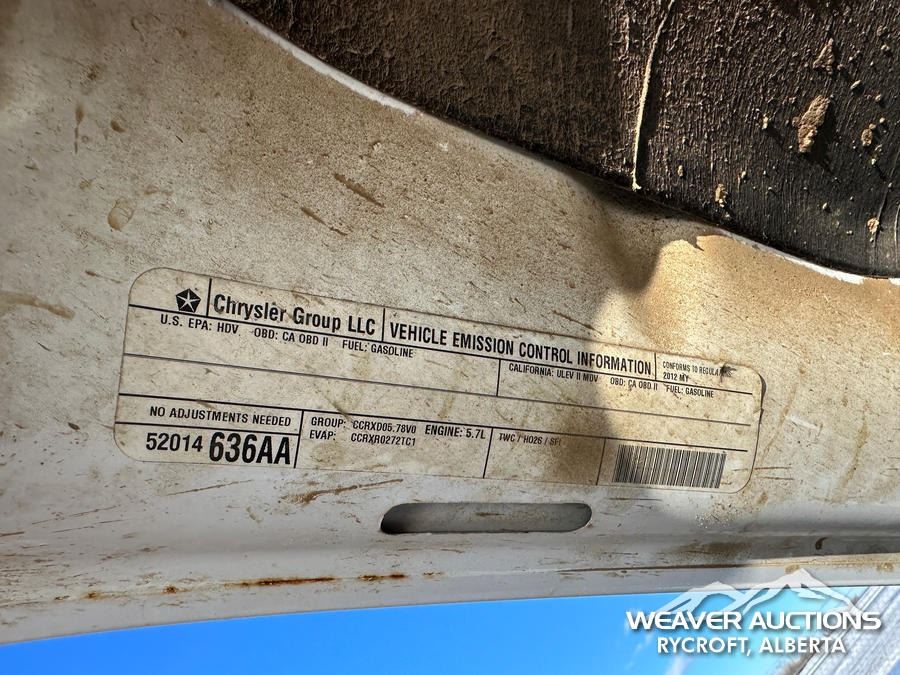 Chrysler Group LLC
VEHICLE EMISSION CONTROL INFORMATION
CONFORMS TO REGULATIONS:
2012 MY
U.S. EPA: HDV OBD: CA OBD II FUEL: GASOLINE
CALIFORNIA: ULEV II MDV OBD: CA OBD II FUEL: GASOLINE
NO ADJUSTMENTS NEEDED
52014 636AA
GROUP: CCRXD05.78V0 ENGINE: 5.7L
EVAP: CCRXR0272TC1
TWC / HO2S / SFI
WEAVER AUCTIONS
RYCROFT, ALBERTA